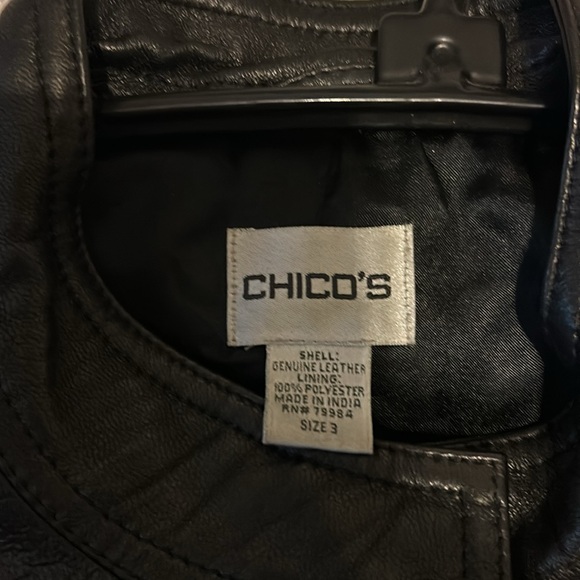 CHICO'S
SHELL:
GENUINE LEATHER
LINING:
100% POLYESTER
MADE IN INDIA
RN# 79984
SIZE 3